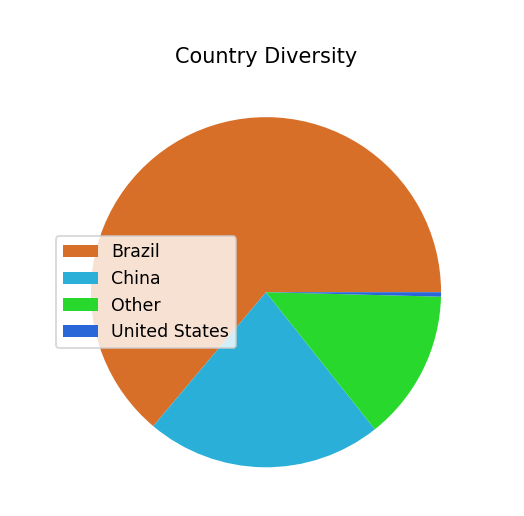 Country Diversity
Brazil
China
Other
United States